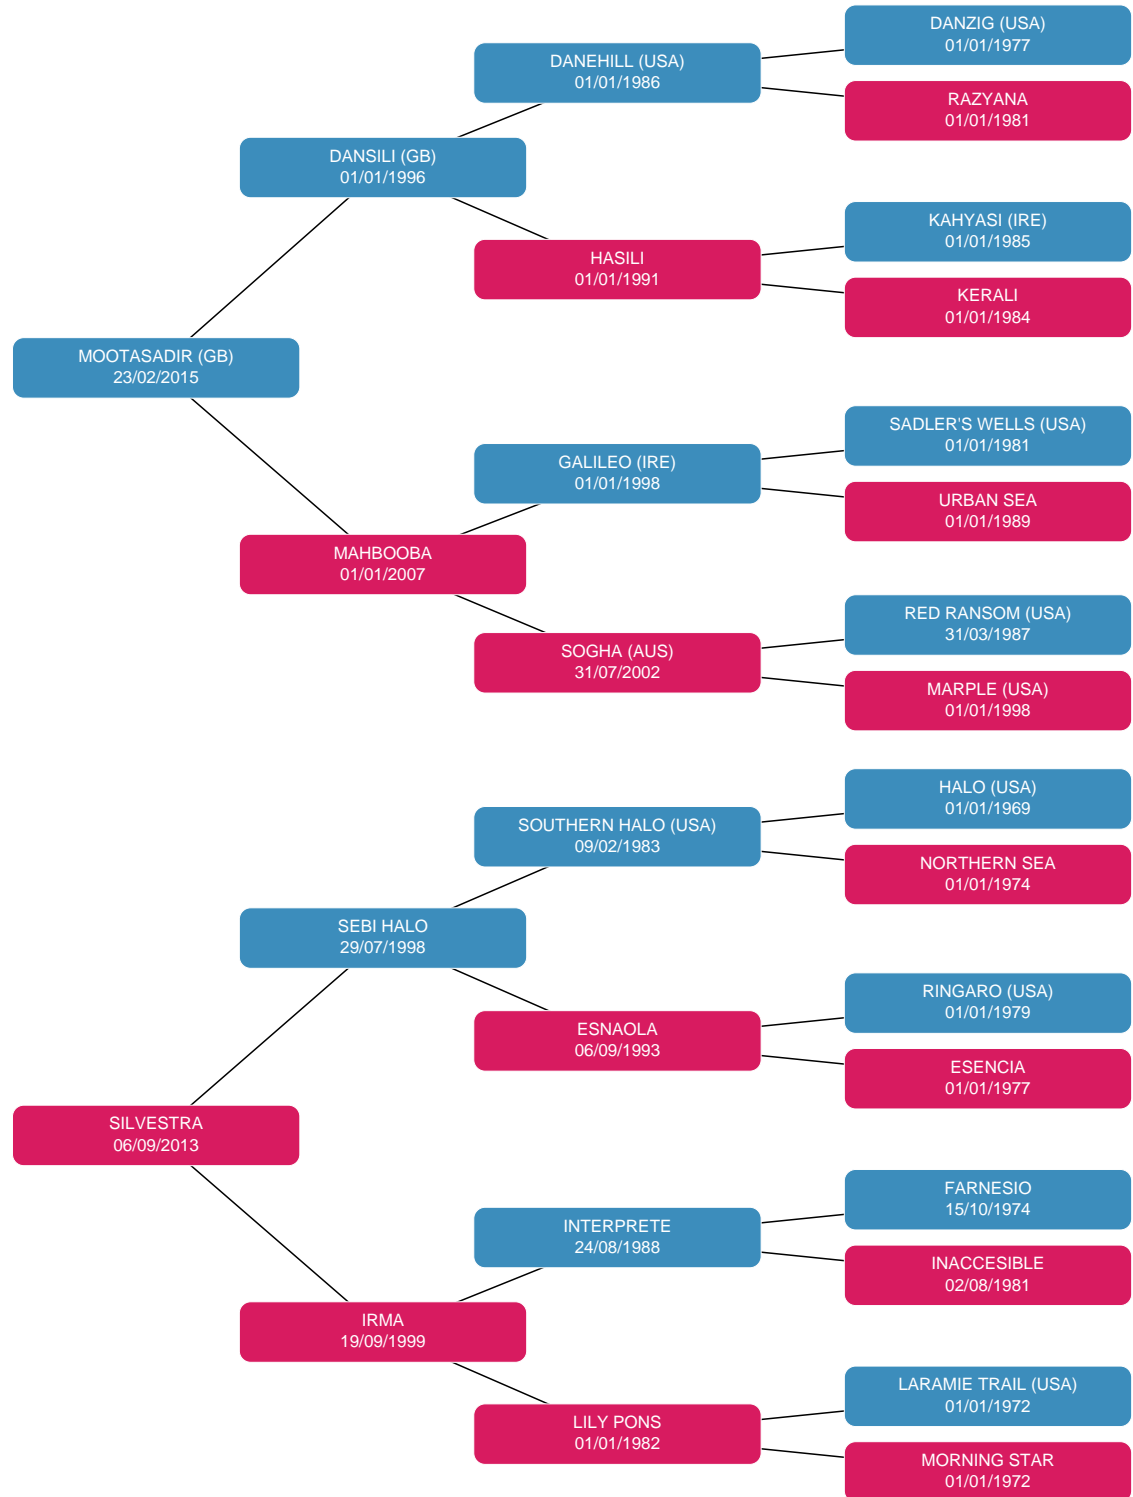 DANZIG (USA)
01/01/1977
DANEHILL (USA)
01/01/1986
RAZYANA
01/01/1981
DANSILI (GB)
01/01/1996
KAHYASI (IRE)
01/01/1985
HASILI
01/01/1991
KERALI
01/01/1984
MOOTASADIR (GB)
23/02/2015
SADLER'S WELLS (USA)
01/01/1981
GALILEO (IRE)
01/01/1998
URBAN SEA
01/01/1989
MAHBOOBA
01/01/2007
RED RANSOM (USA)
31/03/1987
SOGHA (AUS)
31/07/2002
MARPLE (USA)
01/01/1998
HALO (USA)
01/01/1969
SOUTHERN HALO (USA)
09/02/1983
NORTHERN SEA
01/01/1974
SEBI HALO
29/07/1998
RINGARO (USA)
01/01/1979
ESNAOLA
06/09/1993
ESENCIA
01/01/1977
SILVESTRA
06/09/2013
FARNESIO
15/10/1974
INTERPRETE
24/08/1988
INACCESIBLE
02/08/1981
IRMA
19/09/1999
LARAMIE TRAIL (USA)
01/01/1972
LILY PONS
01/01/1982
MORNING STAR
01/01/1972